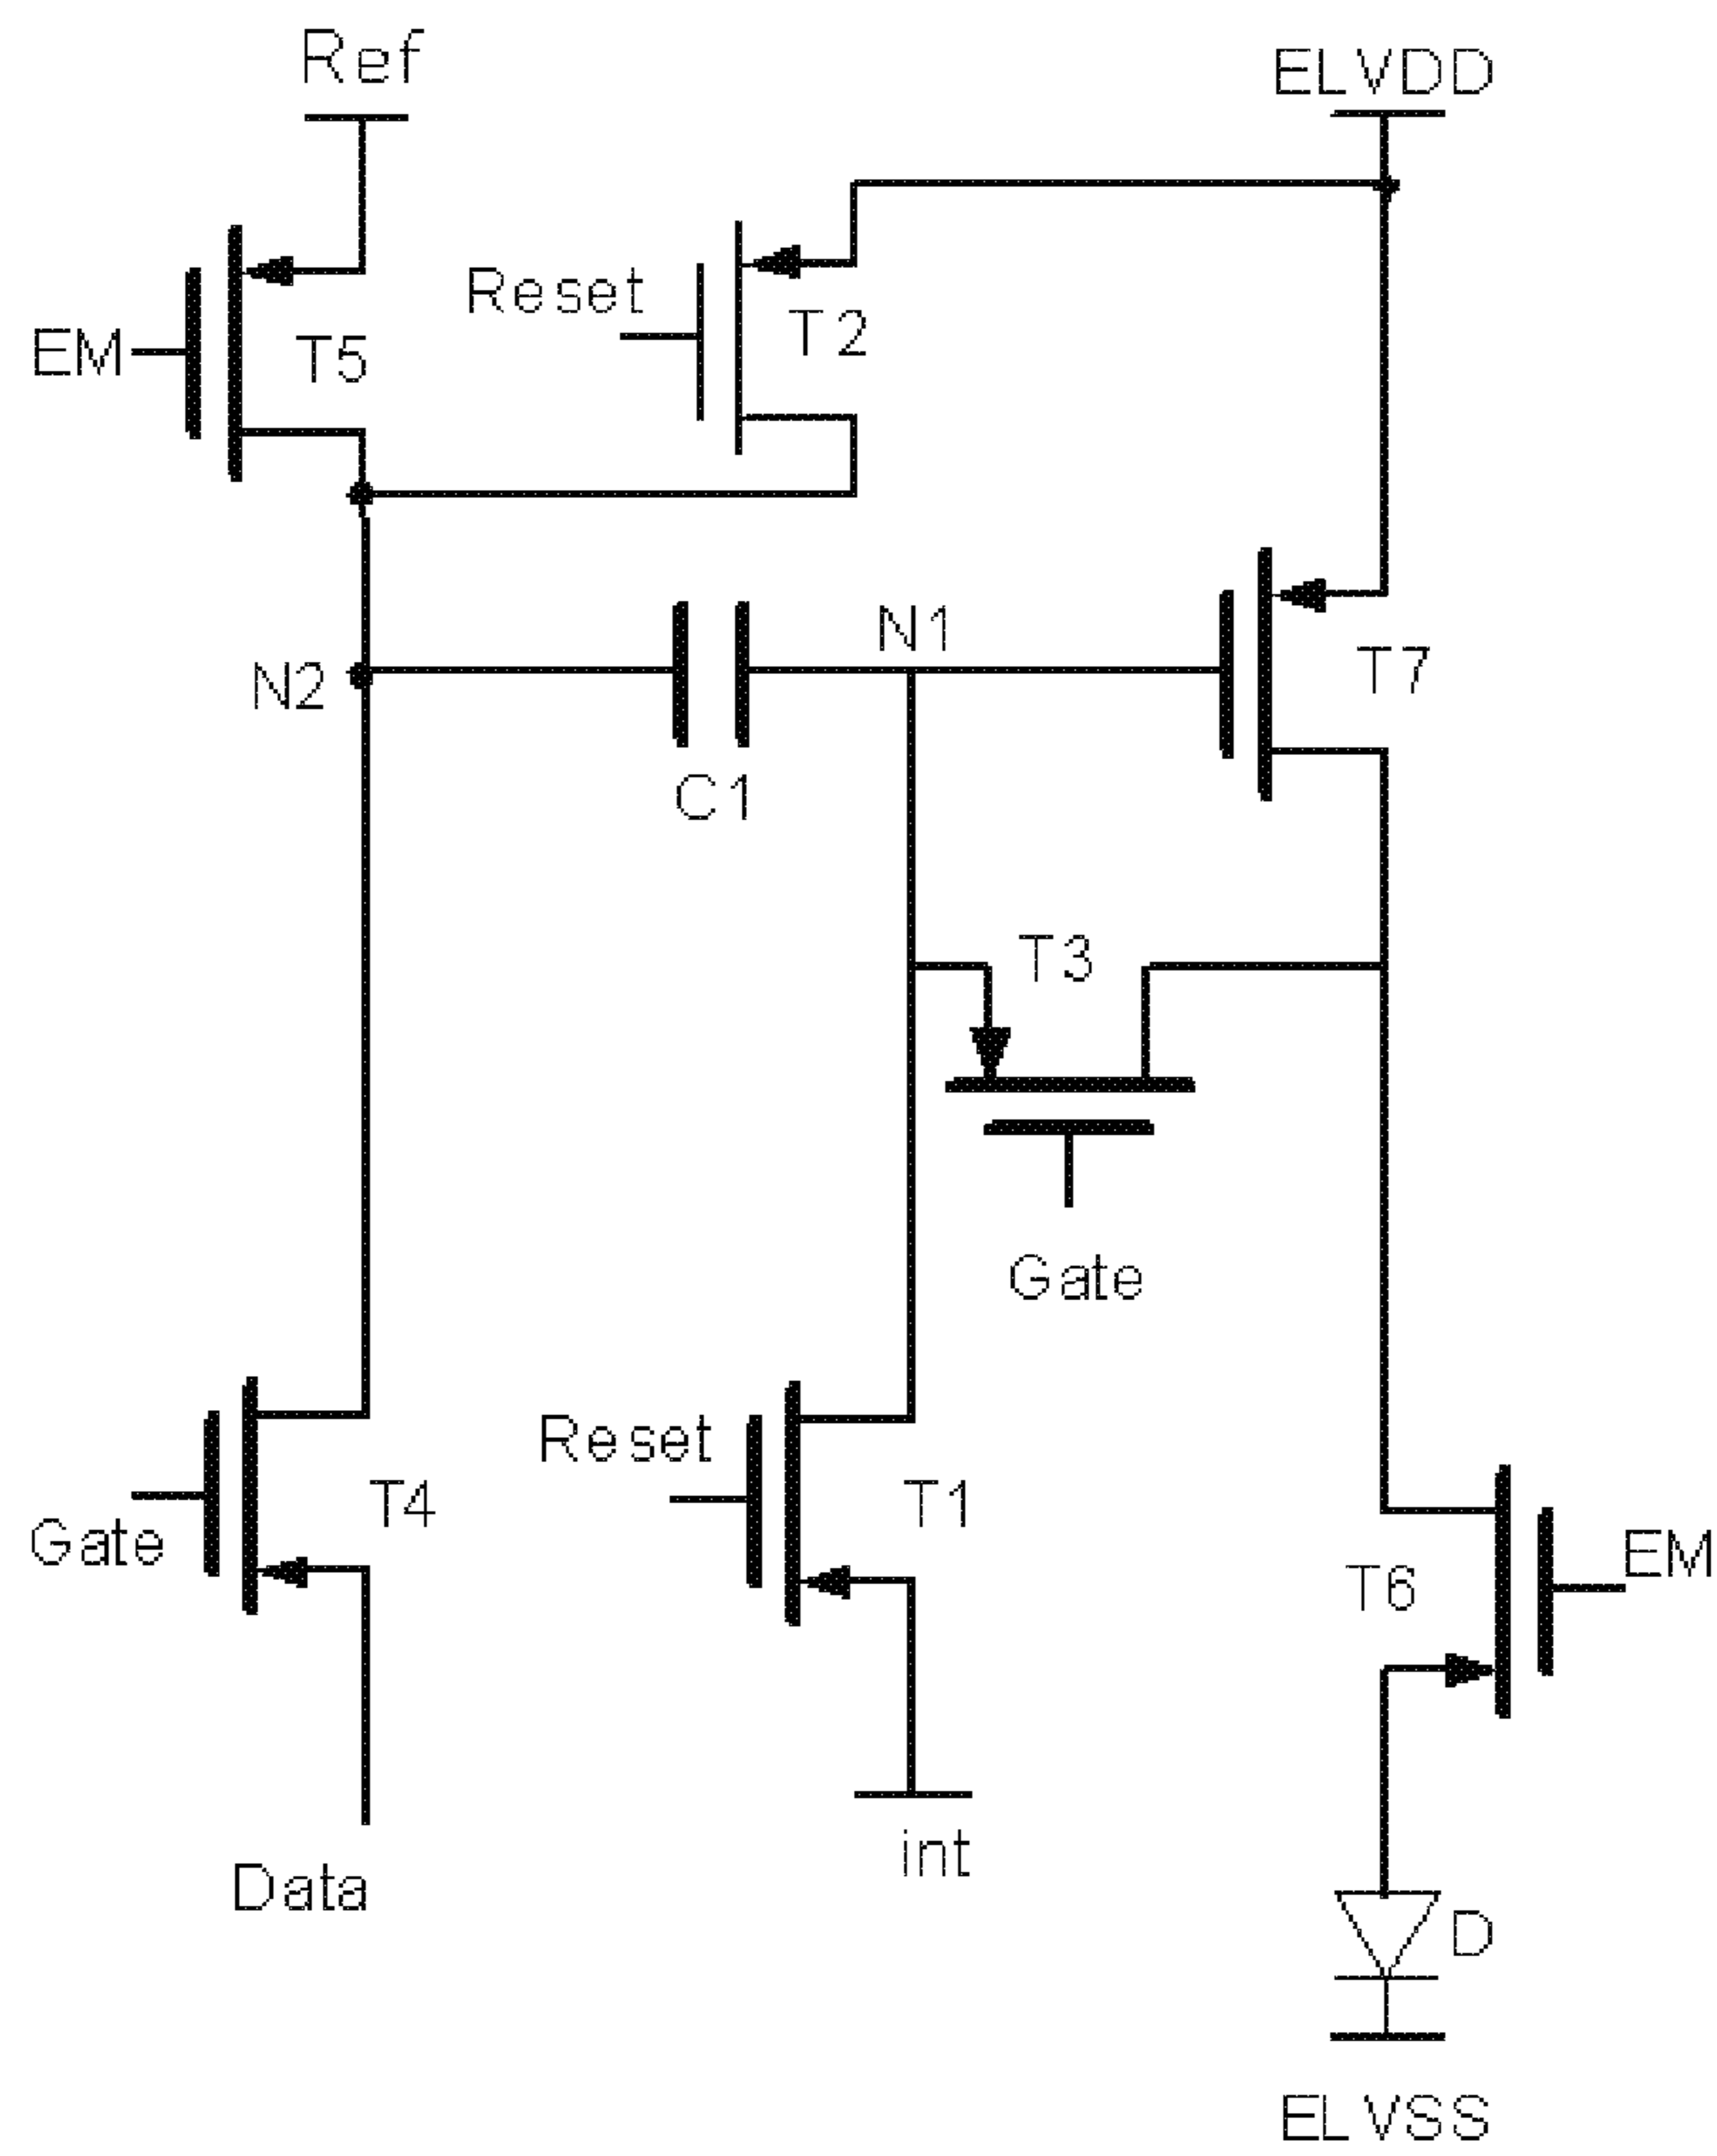 Ref
ELVDD
Reset
T2
EM
T5
N1
T7
N2
C1
T3
Gate
Reset
T4
T1
Gate
EM
T6
int
Data
D
ELVSS